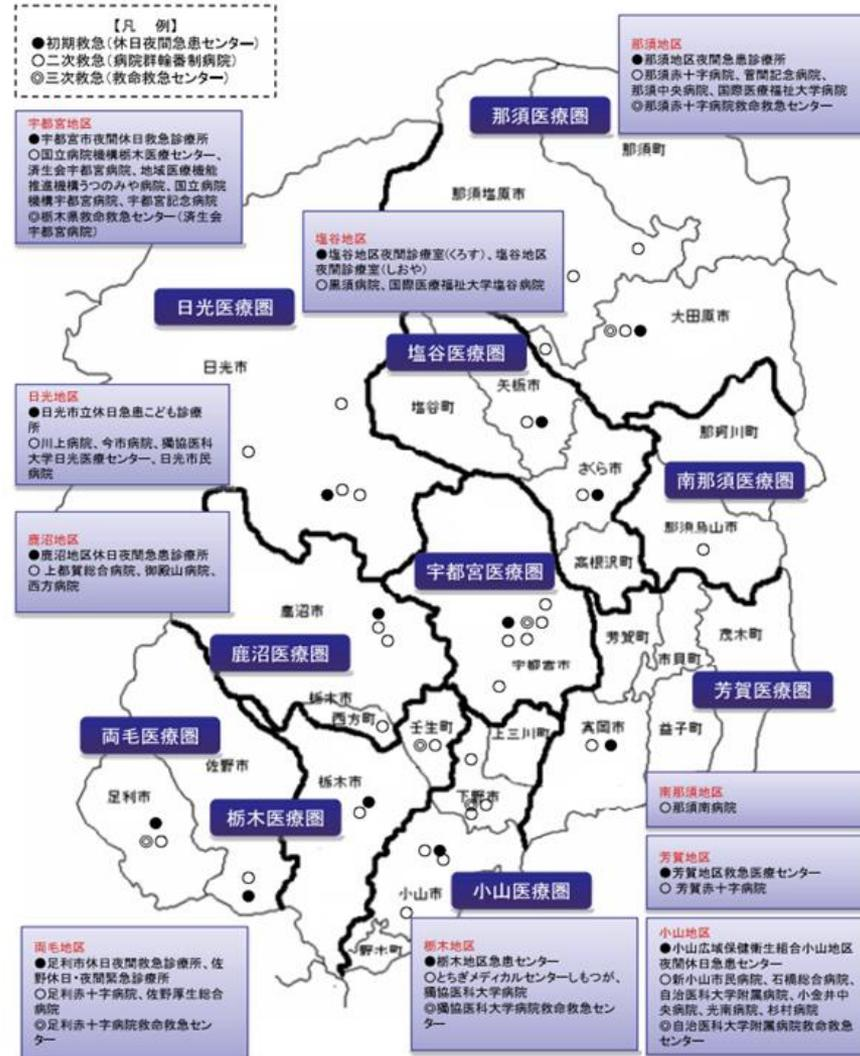 【凡　例】
●初期救急（休日夜間急患センター）
○二次救急（病院群輪番制病院）
◎三次救急（救命救急センター）
那須地区
●那須地区夜間急患診療所
○那須赤十字病院、菅間記念病院、
那須中央病院、国際医療福祉大学病院
◎那須赤十字病院救命救急センター
那須医療圏
宇都宮地区
●宇都宮市夜間休日救急診療所
○国立病院機構栃木医療センター、
済生会宇都宮病院、地域医療機能
推進機構うつのみや病院、国立病院
機構宇都宮病院、宇都宮記念病院
◎栃木県救命救急センター（済生会
宇都宮病院）
那須町
那須塩原市
塩谷地区
●塩谷地区夜間診療室（くろす）、塩谷地区
夜間診療室（しおや）
○黒須病院、国際医療福祉大学塩谷病院
日光医療圏
大田原市
塩谷医療圏
日光市
矢板市
塩谷町
日光地区
●日光市立休日急患こども診療
所
○川上病院、今市病院、獨協医科
大学日光医療センター、日光市民
病院
那珂川町
さくら市
南那須医療圏
鹿沼地区
●鹿沼地区休日夜間急患診療所
○ 上都賀総合病院、御殿山病院、
西方病院
那須烏山市
高根沢町
宇都宮医療圏
鹿沼市
芳賀町
茂木町
鹿沼医療圏
宇都宮市
市貝町
芳賀医療圏
栃木市
西方町
両毛医療圏
壬生町
上三川町
真岡市
益子町
佐野市
栃木市
足利市
下野市
栃木医療圏
南那須地区
○那須南病院
芳賀地区
●芳賀地区救急医療センター
○ 芳賀赤十字病院
小山市
小山医療圏
野木町
両毛地区
●足利市休日夜間救急診療所、佐
野休日・夜間緊急診療所
○足利赤十字病院、佐野厚生総合
病院
◎足利赤十字病院救命救急セン
ター
栃木地区
●栃木地区急患センター
○とちぎメディカルセンターしもつが、
獨協医科大学病院
◎獨協医科大学病院救命救急セン
ター
小山地区
●小山広域保健衛生組合小山地区
夜間休日急患センター
○新小山市民病院、石橋総合病院、
自治医科大学附属病院、小金井中
央病院、光南病院、杉村病院
◎自治医科大学附属病院救命救急
センター